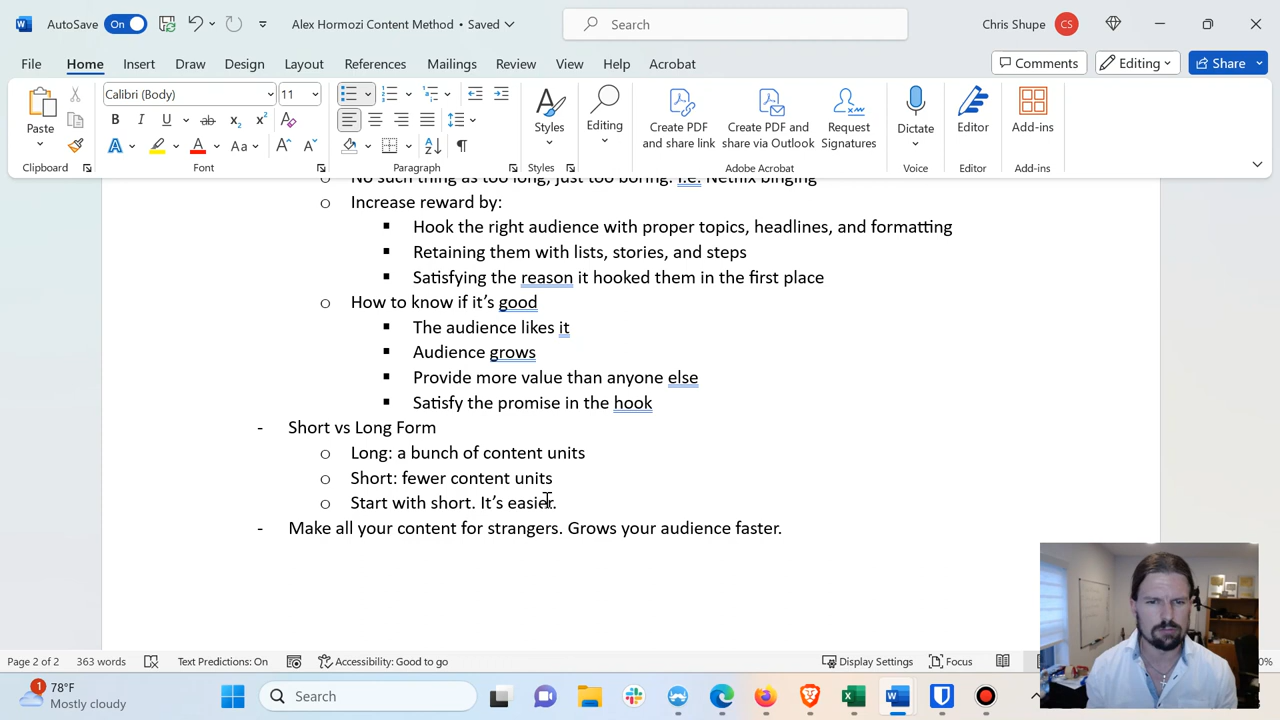 AutoSave On Alex Hormozi Content Method • Saved Search Chris Shupe CS
File Home Insert Draw Design Layout References Mailings Review View Help Acrobat Comments Editing Share
Calibri (Body) 11
Paste Styles Editing Create PDF and share link Create PDF and share via Outlook Request Signatures Dictate Editor Add-ins
Clipboard Font Paragraph Styles Adobe Acrobat Voice Editor Add-ins
o No such thing as too long, just too boring. I.e. Netflix binging
o Increase reward by:
▪ Hook the right audience with proper topics, headlines, and formatting
▪ Retaining them with lists, stories, and steps
▪ Satisfying the reason it hooked them in the first place
o How to know if it’s good
▪ The audience likes it
▪ Audience grows
▪ Provide more value than anyone else
▪ Satisfy the promise in the hook
- Short vs Long Form
o Long: a bunch of content units
o Short: fewer content units
o Start with short. It’s easier.
- Make all your content for strangers. Grows your audience faster.
Page 2 of 2 363 words Text Predictions: On Accessibility: Good to go Display Settings Focus
1 78°F
Mostly cloudy
Search